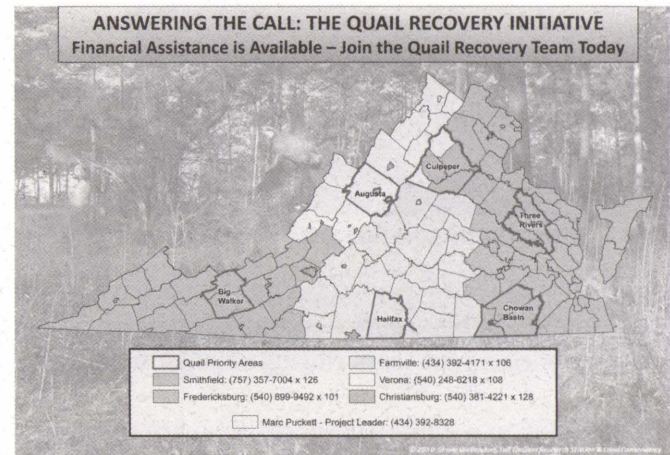 ANSWERING THE CALL: THE QUAIL RECOVERY INITIATIVE
Financial Assistance is Available – Join the Quail Recovery Team Today
Culpeper
Augusta
Three
Rivers
Big
Walker
Halifax
Chowan
Basin
Quail Priority Areas
Farmville: (434) 392-4171 x 106
Smithfield: (757) 357-7004 x 126
Verona: (540) 248-6218 x 108
Fredericksburg: (540) 899-9492 x 101
Christiansburg: (540) 381-4221 x 128
Marc Puckett - Project Leader: (434) 392-8328